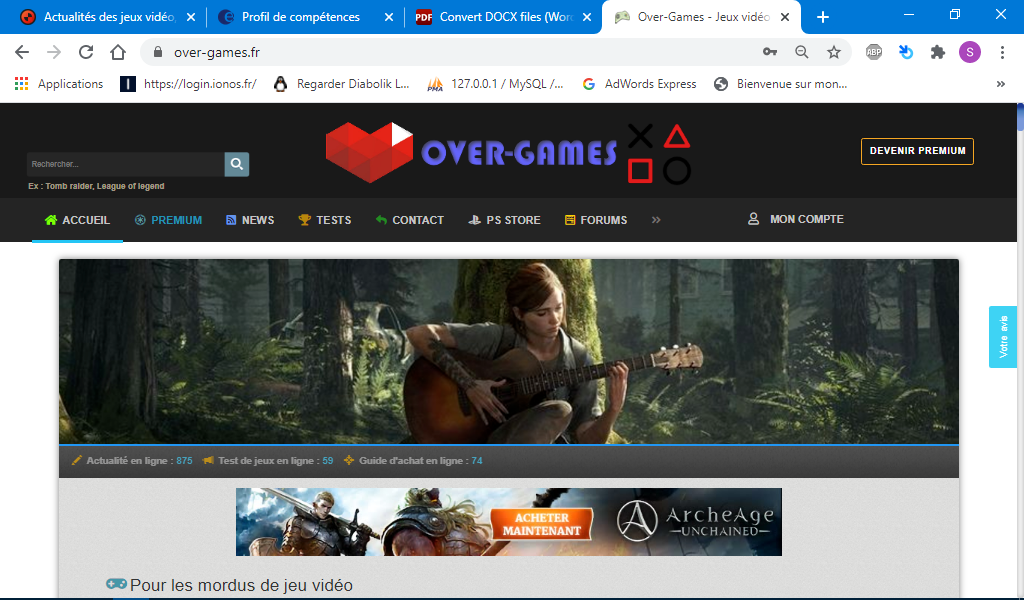 Actualités des jeux vidéo,
Profil de compétences
PDF
Convert DOCX files (Wor
Over-Games - Jeux vidéo
over-games.fr
ABP
S
Applications
I
https://login.ionos.fr/
Regarder Diabolik L...
PMA
127.0.0.1 / MySQL /...
G
AdWords Express
Bienvenue sur mon...
»
Rechercher...
Ex : Tomb raider, League of legend
OVER-GAMES
DEVENIR PREMIUM
ACCUEIL
PREMIUM
NEWS
TESTS
CONTACT
PS STORE
FORUMS
»
MON COMPTE
Votre avis
Actualité en ligne : 875
Test de jeux en ligne : 59
Guide d'achat en ligne : 74
ACHETER
MAINTENANT
ARCHEAGE
UNCHAINED
Pour les mordus de jeu vidéo